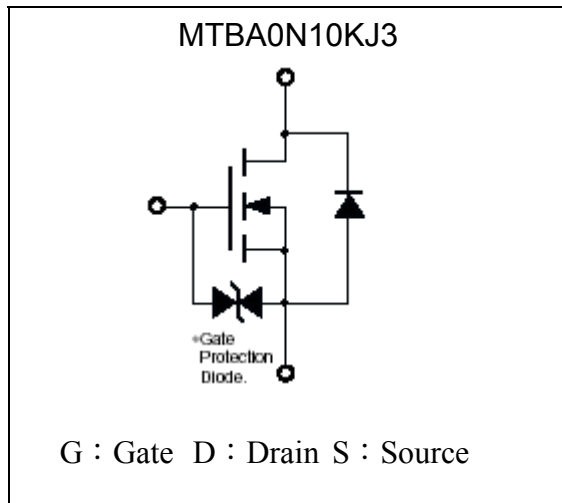 MTBA0N10KJ3
*Gate
Protection
Diode.
G：Gate D：Drain S：Source